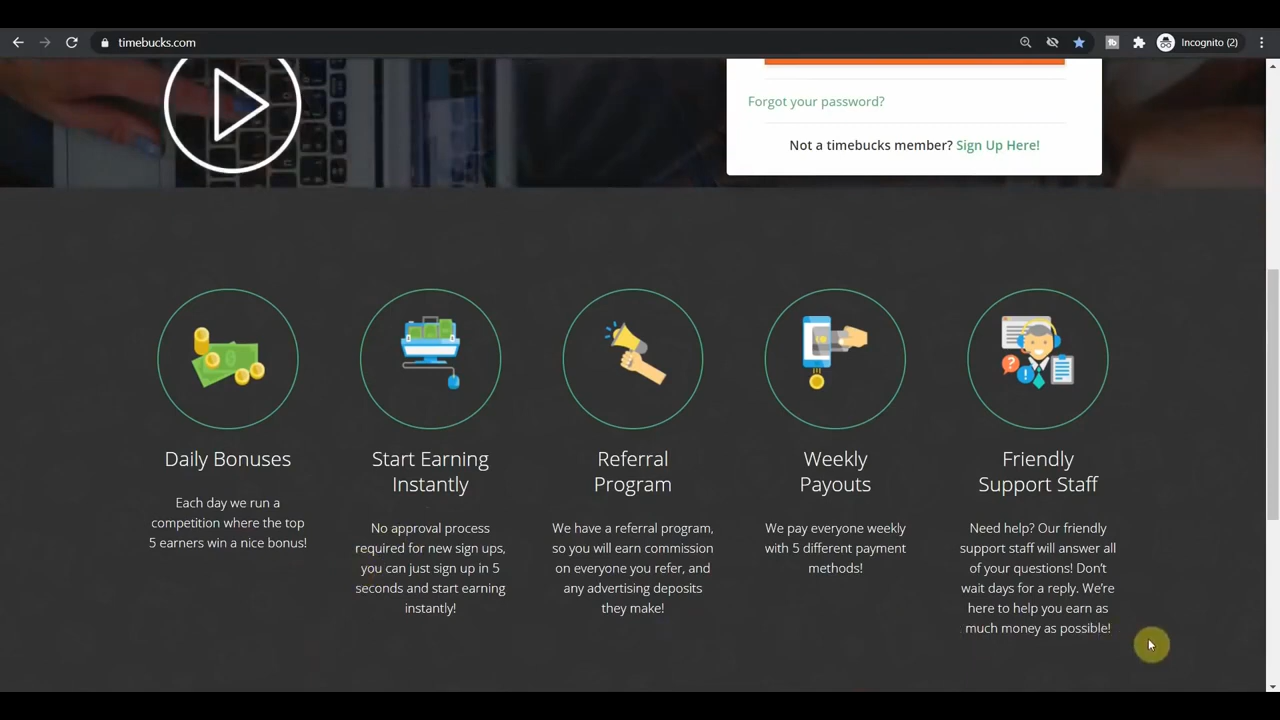 timebucks.com
Incognito (2)
Forgot your password?
Not a timebucks member? Sign Up Here!
Daily Bonuses
Each day we run a
competition where the top
5 earners win a nice bonus!
Start Earning
Instantly
No approval process
required for new sign ups,
you can just sign up in 5
seconds and start earning
instantly!
Referral
Program
We have a referral program,
so you will earn commission
on everyone you refer, and
any advertising deposits
they make!
Weekly
Payouts
We pay everyone weekly
with 5 different payment
methods!
Friendly
Support Staff
Need help? Our friendly
support staff will answer all
of your questions! Don’t
wait days for a reply. We’re
here to help you earn as
much money as possible!